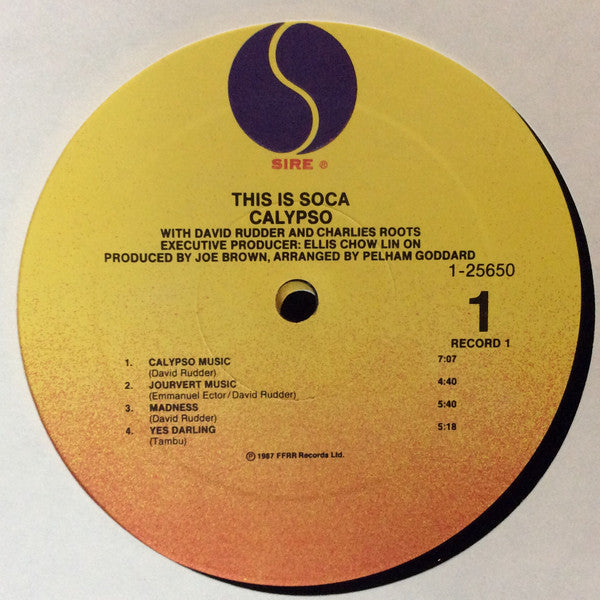 SIRE ®
THIS IS SOCA
CALYPSO
WITH DAVID RUDDER AND CHARLIES ROOTS
EXECUTIVE PRODUCER: ELLIS CHOW LIN ON
PRODUCED BY JOE BROWN, ARRANGED BY PELHAM GODDARD
1-25650
1
RECORD 1
1. CALYPSO MUSIC 7:07
(David Rudder)
2. JOURVERT MUSIC 4:40
(Emmanuel Ector/David Rudder)
3. MADNESS 5:40
(David Rudder)
4. YES DARLING 5:18
(Tambu)
℗ 1987 FFRR Records Ltd.